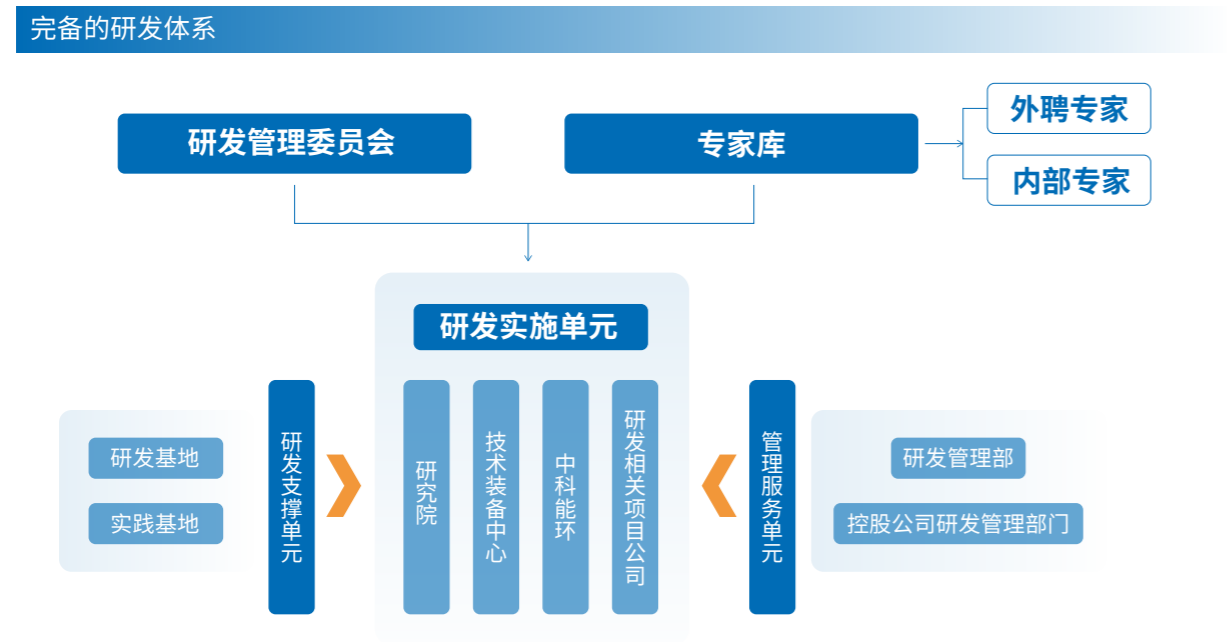 完备的研发体系
研发管理委员会
专家库
外聘专家
内部专家
研发实施单元
研发基地
实践基地
研发支撑单元
研究院
技术装备中心
中科能环
研发相关项目公司
管理服务单元
研发管理部
控股公司研发管理部门